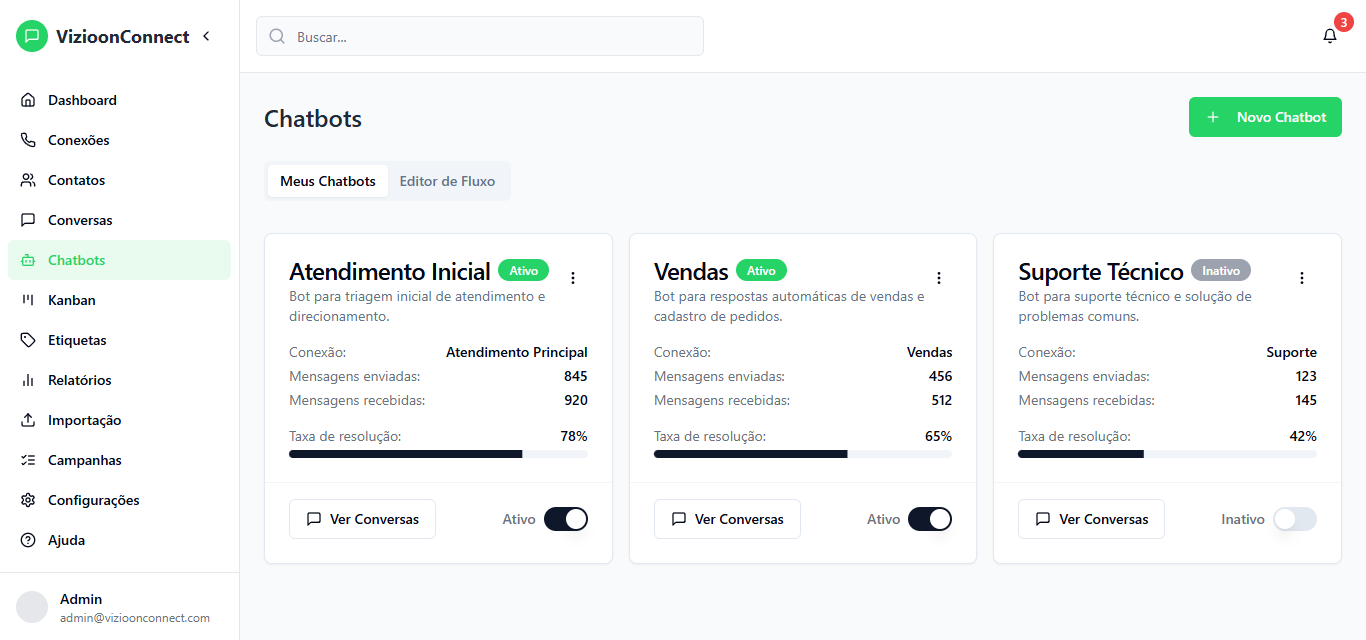 VizioonConnect
Buscar...
3
Dashboard
Conexões
Contatos
Conversas
Chatbots
Kanban
Etiquetas
Relatórios
Importação
Campanhas
Configurações
Ajuda
Admin
admin@vizioonconnect.com
Chatbots
Novo Chatbot
Meus Chatbots Editor de Fluxo
Atendimento Inicial Ativo
Bot para triagem inicial de atendimento e
direcionamento.
Conexão: Atendimento Principal
Mensagens enviadas: 845
Mensagens recebidas: 920
Taxa de resolução: 78%
Ver Conversas Ativo
Vendas Ativo
Bot para respostas automáticas de vendas e
cadastro de pedidos.
Conexão: Vendas
Mensagens enviadas: 456
Mensagens recebidas: 512
Taxa de resolução: 65%
Ver Conversas Ativo
Suporte Técnico Inativo
Bot para suporte técnico e solução de
problemas comuns.
Conexão: Suporte
Mensagens enviadas: 123
Mensagens recebidas: 145
Taxa de resolução: 42%
Ver Conversas Inativo